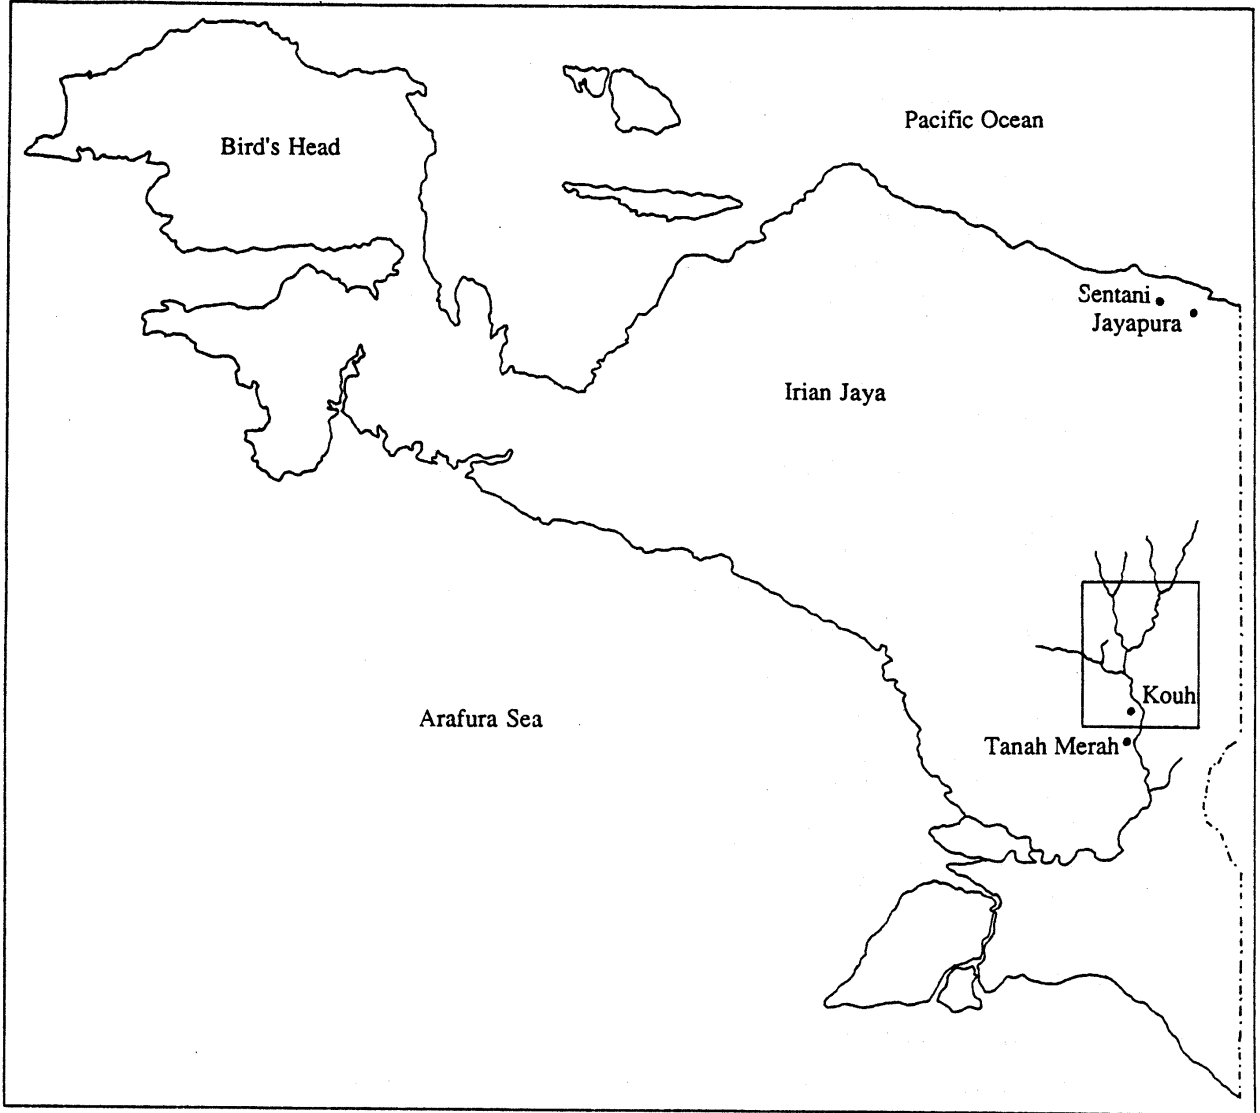 Pacific Ocean
Bird's Head
Sentani
Jayapura
Irian Jaya
Kouh
Arafura Sea
Tanah Merah